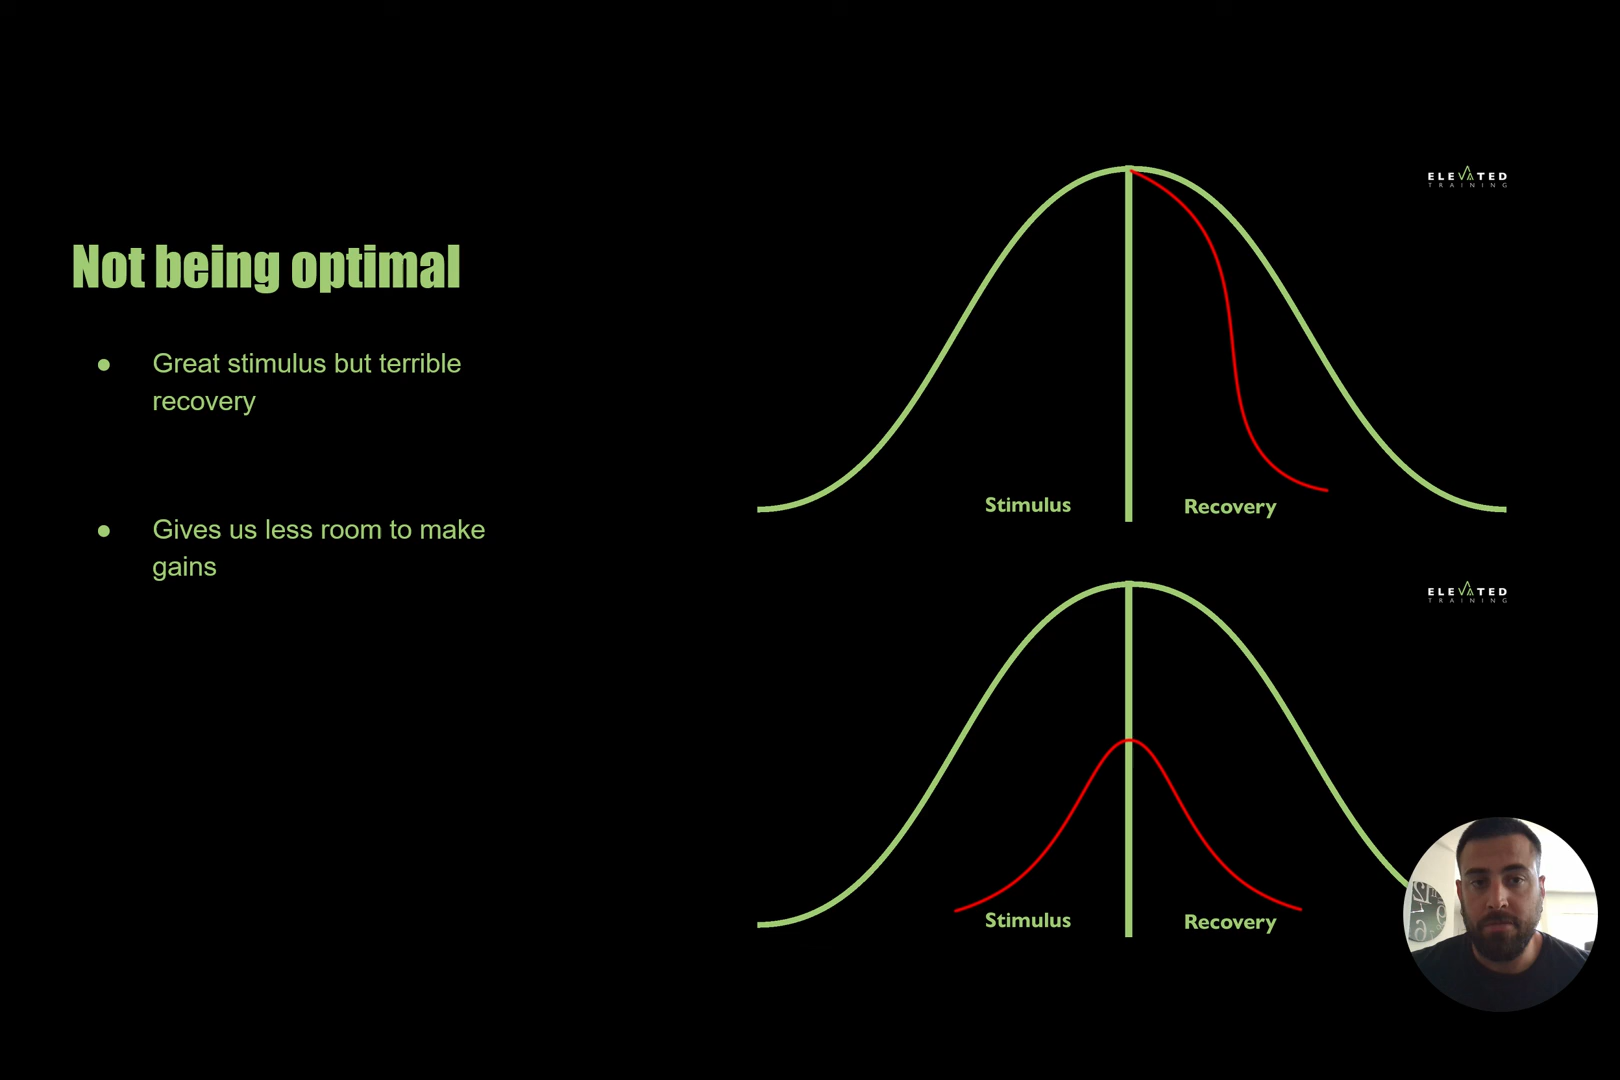 Not being optimal
● Great stimulus but terrible
recovery
● Gives us less room to make
gains
ELEVATED
TRAINING
Stimulus
Recovery
ELEVATED
TRAINING
Stimulus
Recovery